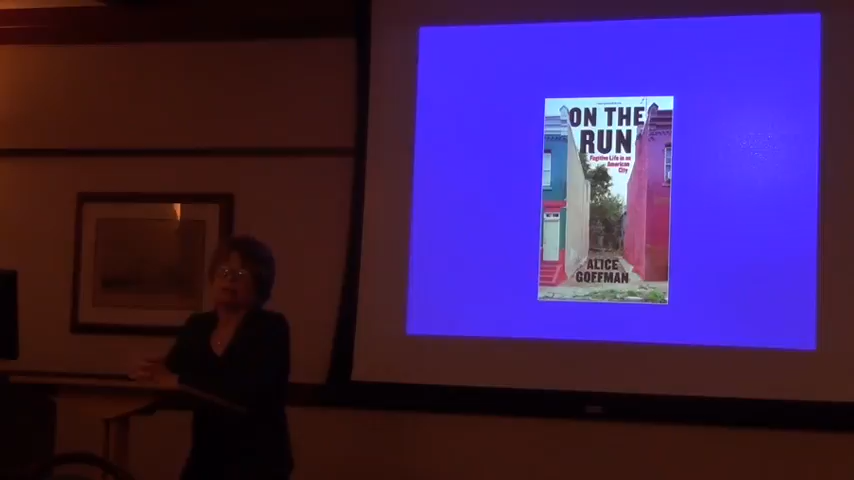 ON THE
RUN
Fugitive Life in an
American
City
ALICE
GOFFMAN